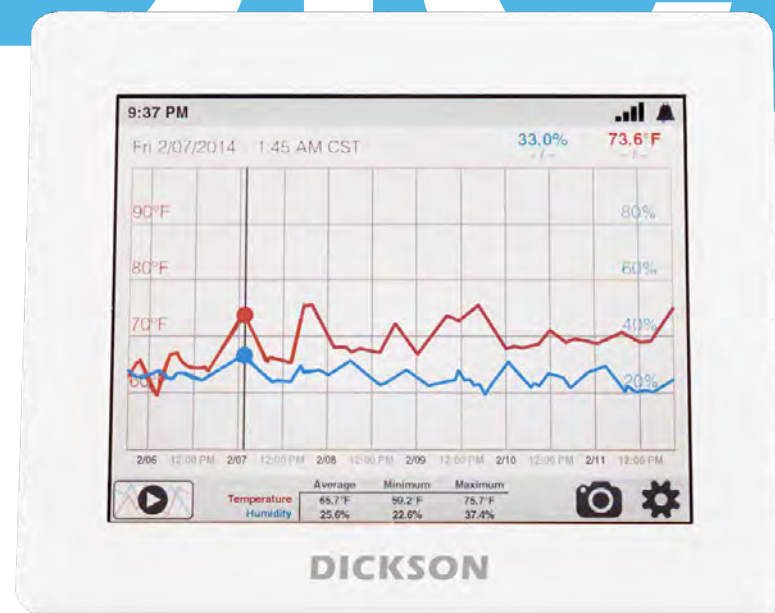 9:37 PM
Fri 2/07/2014 1:45 AM CST 33.0% 73.6°F
- / - - / -
90°F 80%
80°F 60%
70°F 40%
60°F 20%
2/06 12:00 PM 2/07 12:00 PM 2/08 12:00 PM 2/09 12:00 PM 2/10 12:00 PM 2/11 12:00 PM
Average Minimum Maximum
Temperature 65.7°F 59.2°F 75.7°F
Humidity 25.6% 22.6% 37.4%
DICKSON